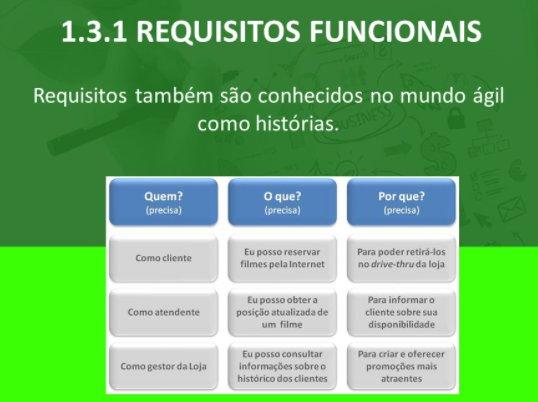 1.3.1 REQUISITOS FUNCIONAIS
Requisitos também são conhecidos no mundo ágil
como histórias.
Quem?
(precisa)
O que?
(precisa)
Por que?
(precisa)
Como cliente
Eu posso reservar
filmes pela Internet
Para poder retirá-los
no drive-thru da loja
Como atendente
Eu posso obter a
posição atualizada de
um filme
Para informar o
cliente sobre sua
disponibilidade
Como gestor da Loja
Eu posso consultar
informações sobre o
histórico dos clientes
Para criar e oferecer
promoções mais
atraentes
BUSINESS